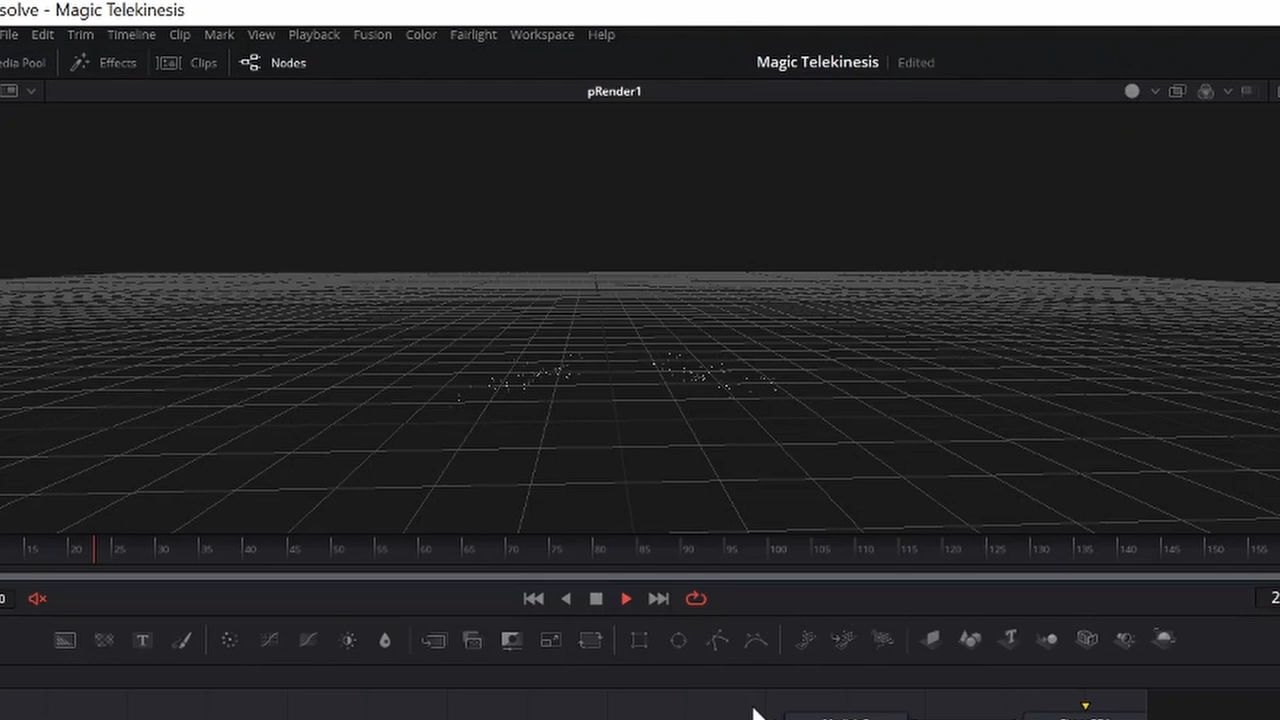 solve - Magic Telekinesis
File Edit Trim Timeline Clip Mark View Playback Fusion Color Fairlight Workspace Help
edia Pool Effects Clips Nodes Magic Telekinesis Edited
pRender1
15 20 25 30 35 40 45 50 55 60 65 70 75 80 85 90 95 100 105 110 115 120 125 130 135 140 145 150 155
0 2
T